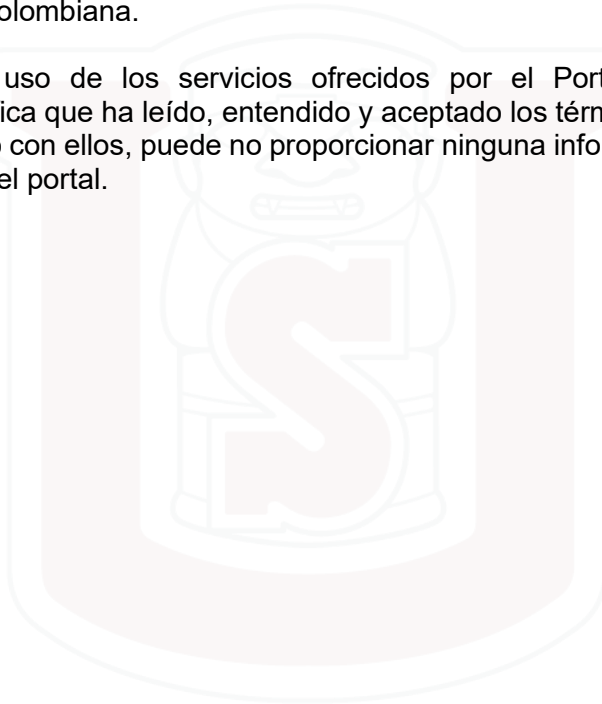 olombiana.
uso de los servicios ofrecidos por el Port
ica que ha leído, entendido y aceptado los térm
con ellos, puede no proporcionar ninguna info
el portal.